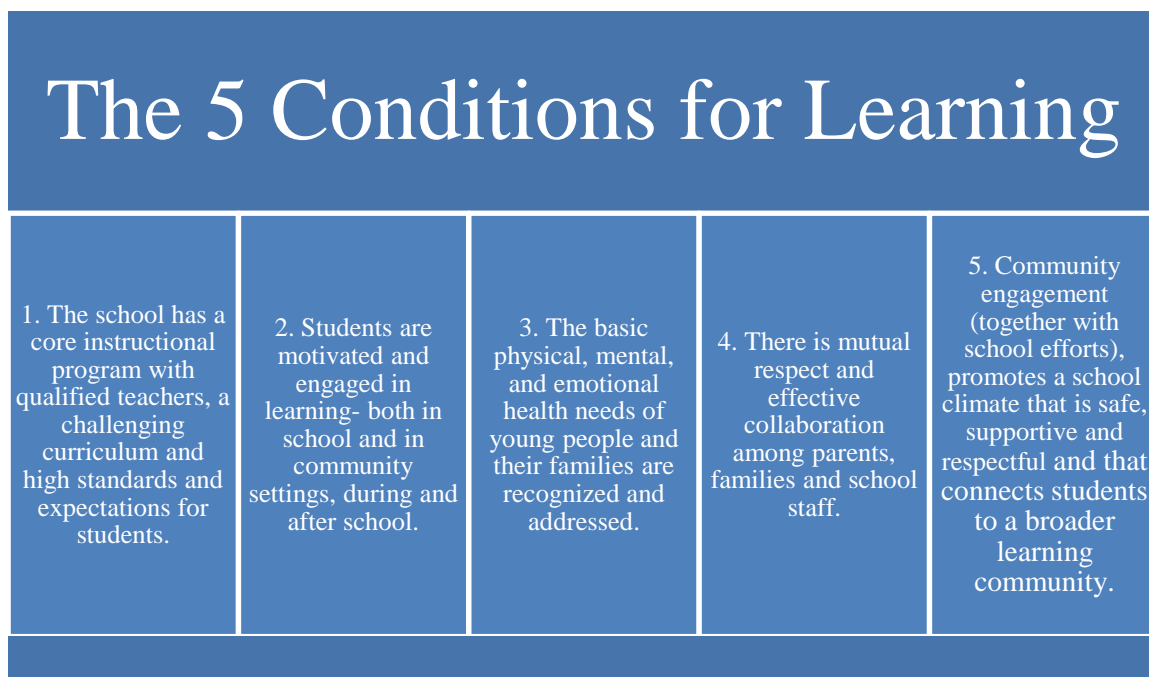 The 5 Conditions for Learning
1. The school has a
core instructional
program with
qualified teachers, a
challenging
curriculum and
high standards and
expectations for
students.
2. Students are
motivated and
engaged in
learning- both in
school and in
community
settings, during and
after school.
3. The basic
physical, mental,
and emotional
health needs of
young people and
their families are
recognized and
addressed.
4. There is mutual
respect and
effective
collaboration
among parents,
families and school
staff.
5. Community
engagement
(together with
school efforts),
promotes a school
climate that is safe,
supportive and
respectful and that
connects students
to a broader
learning
community.